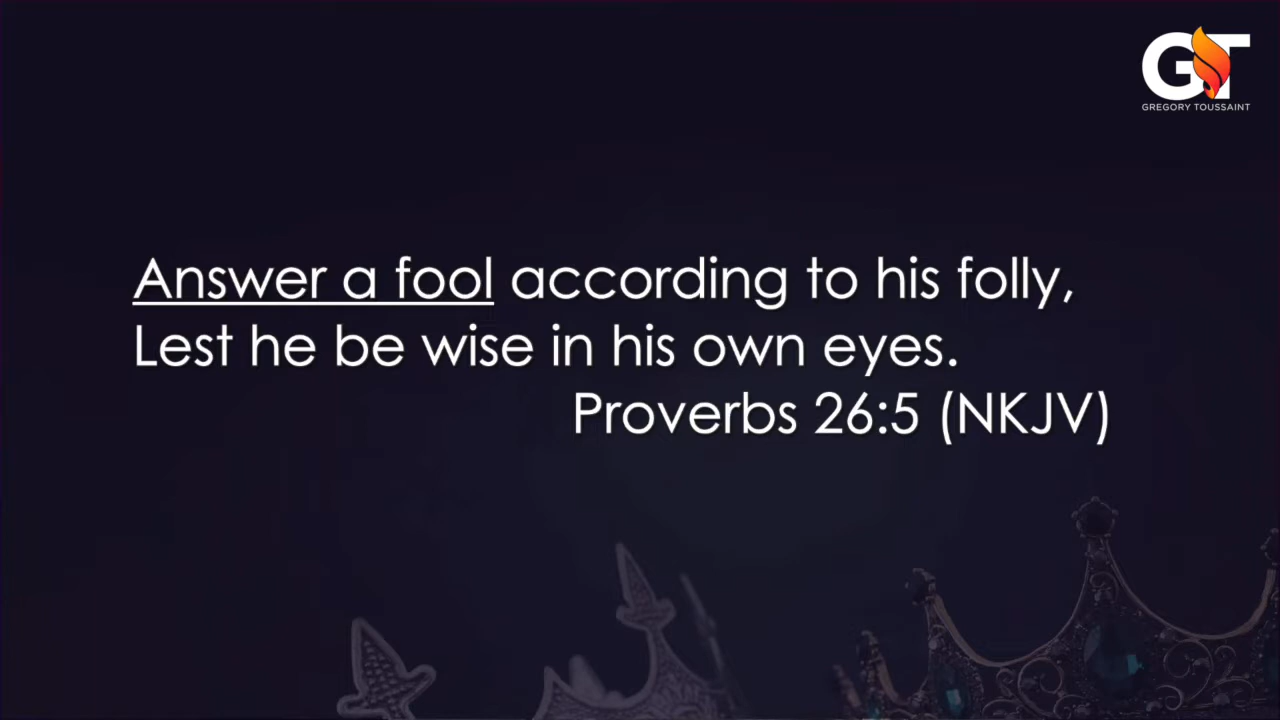 GT
GREGORY TOUSSAINT
Answer a fool according to his folly,
Lest he be wise in his own eyes.
Proverbs 26:5 (NKJV)